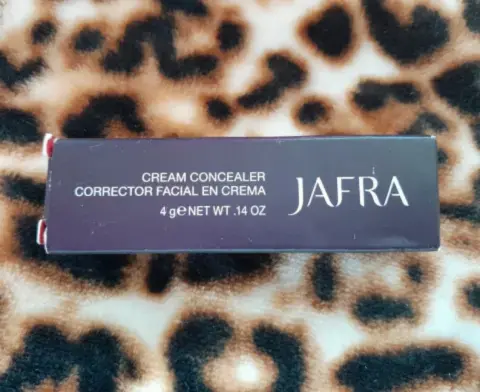 CREAM CONCEALER
CORRECTOR FACIAL EN CREMA
4 g℮NET WT .14 OZ
JAFRA